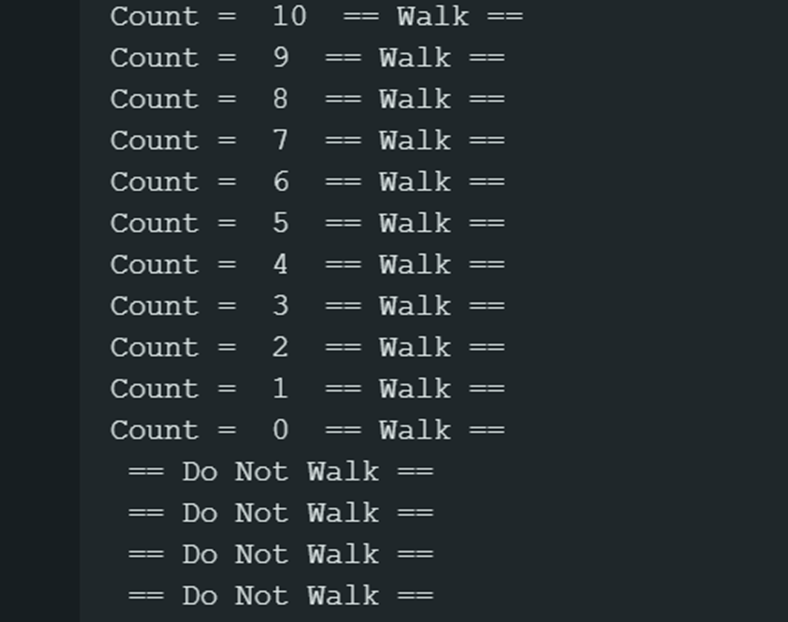 Count =  10  == Walk ==
Count =  9  == Walk ==
Count =  8  == Walk ==
Count =  7  == Walk ==
Count =  6  == Walk ==
Count =  5  == Walk ==
Count =  4  == Walk ==
Count =  3  == Walk ==
Count =  2  == Walk ==
Count =  1  == Walk ==
Count =  0  == Walk ==
 == Do Not Walk ==
 == Do Not Walk ==
 == Do Not Walk ==
 == Do Not Walk ==